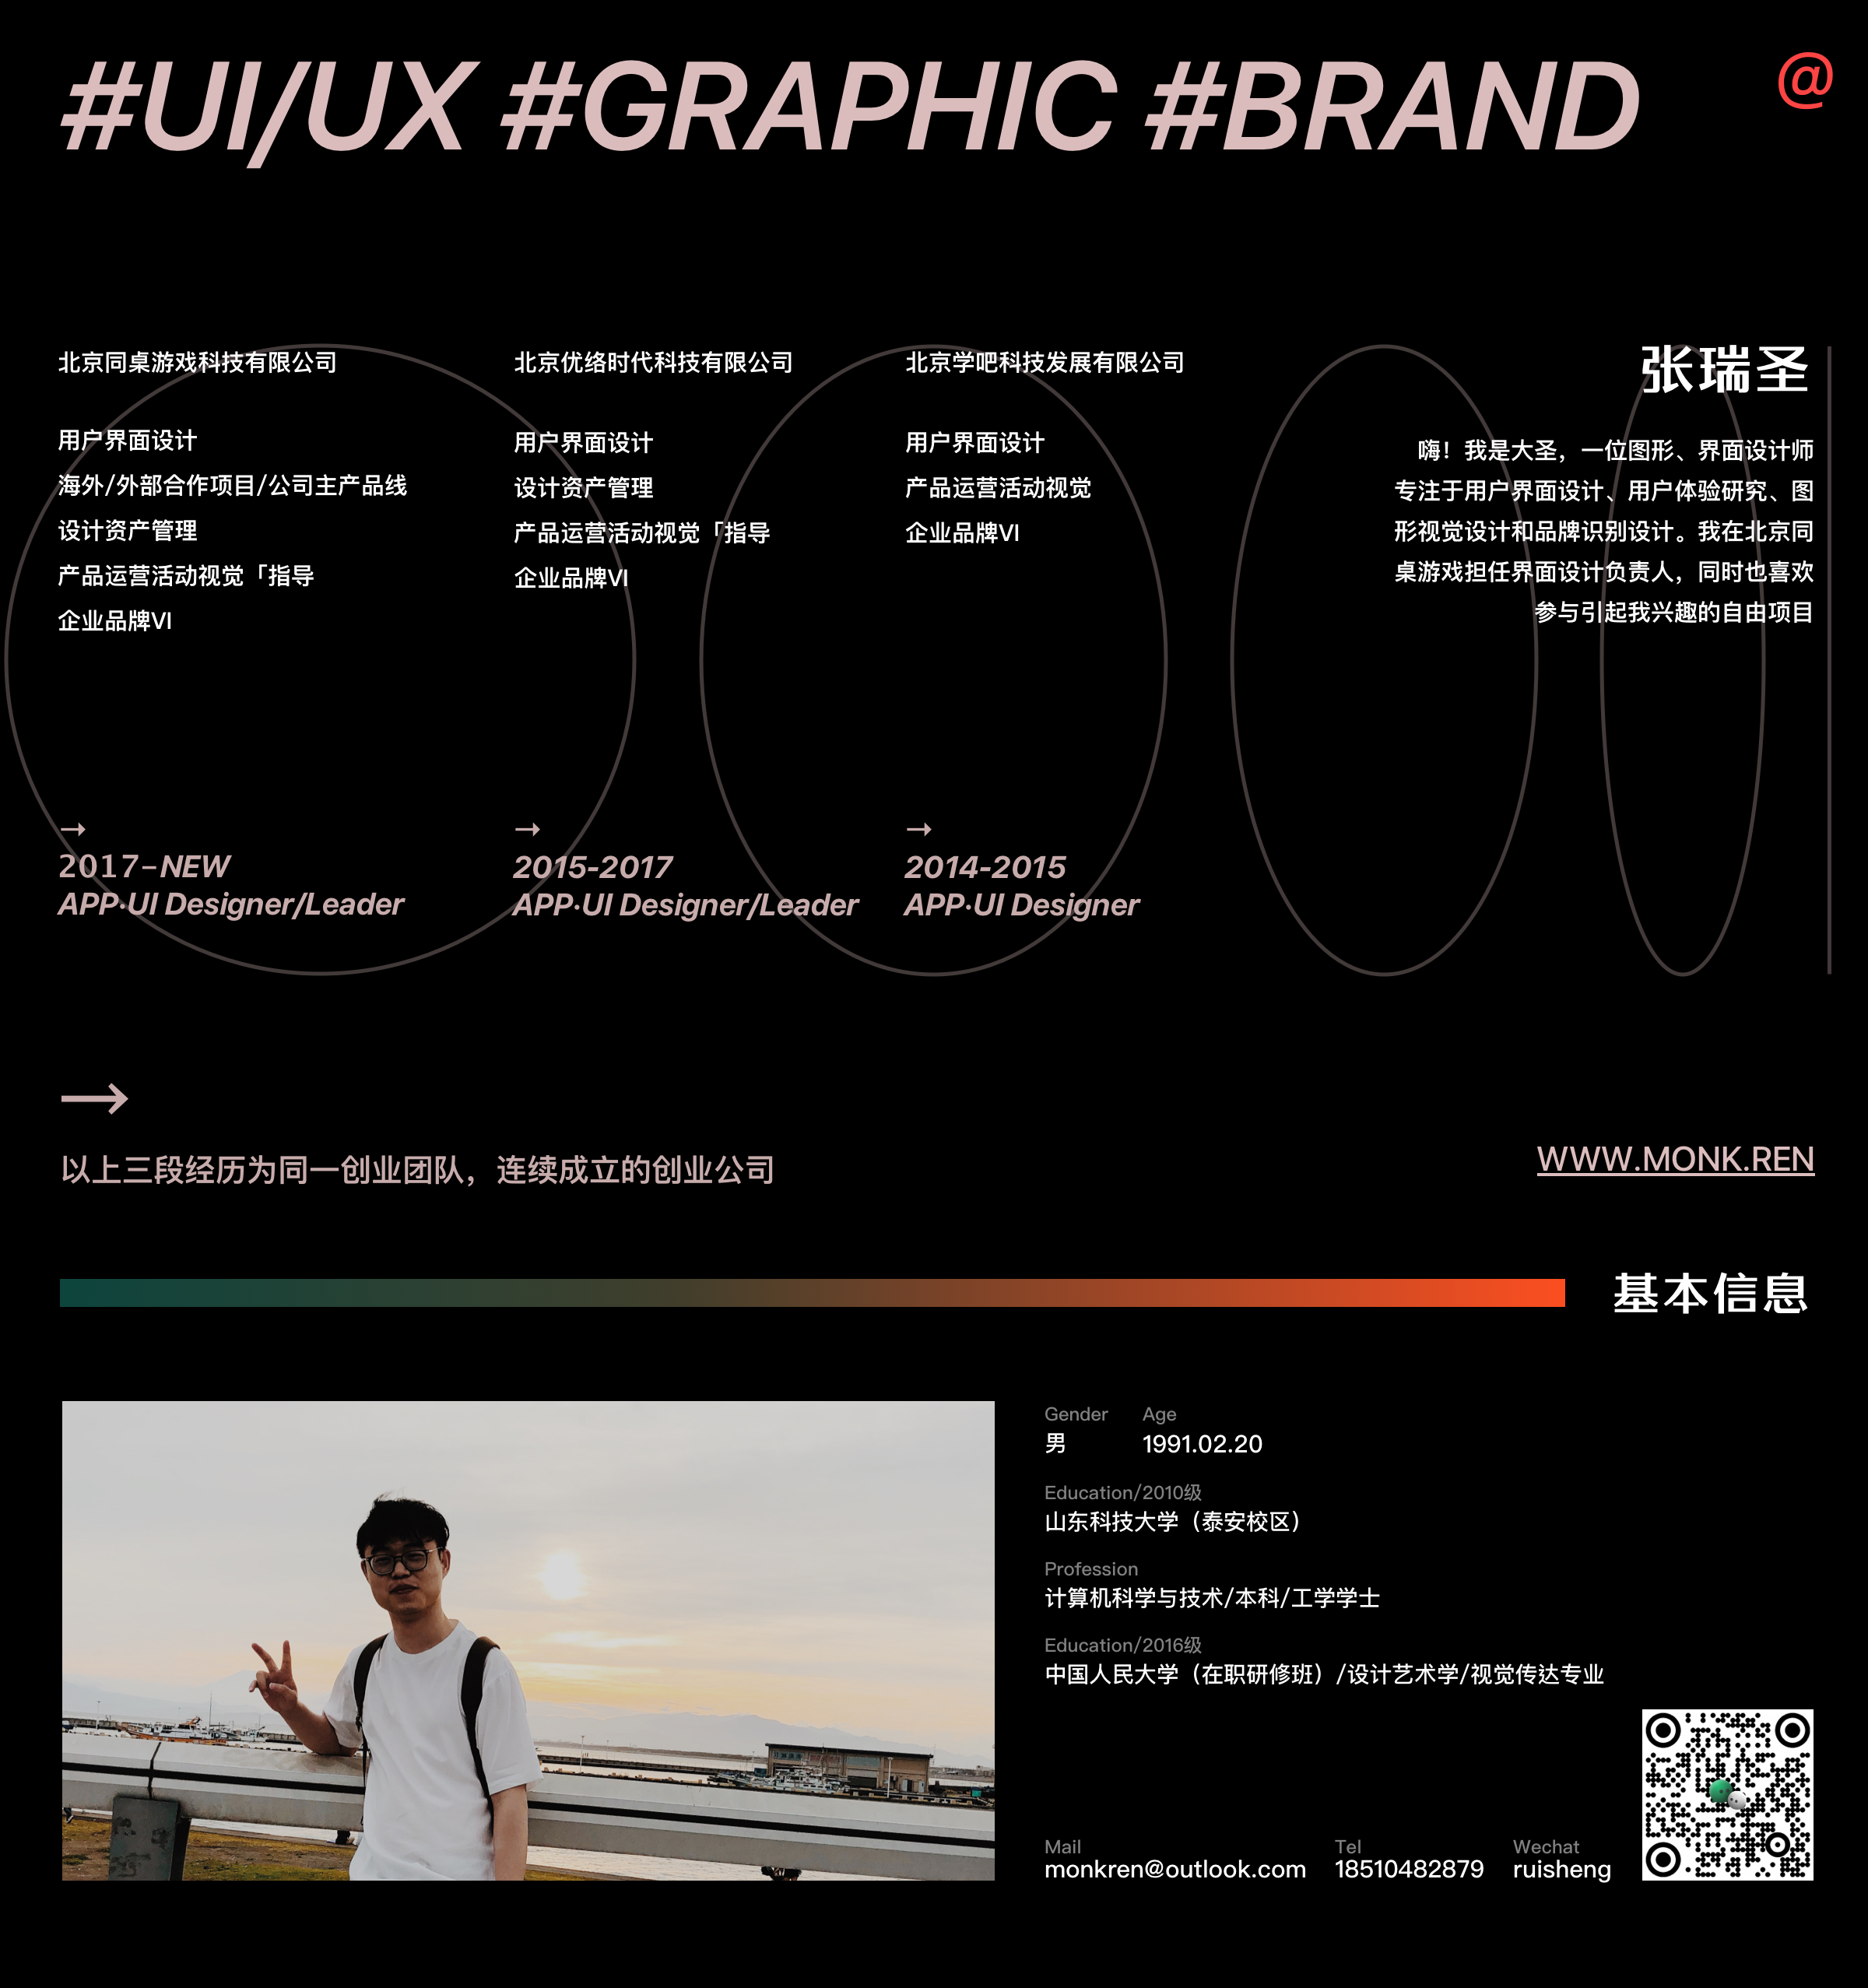 #UI/UX #GRAPHIC #BRAND
@
北京同桌游戏科技有限公司
用户界面设计
海外/外部合作项目/公司主产品线
设计资产管理
产品运营活动视觉「指导
企业品牌VI
→
2017-NEW
APP·UI Designer/Leader
北京优络时代科技有限公司
用户界面设计
设计资产管理
产品运营活动视觉「指导
企业品牌VI
→
2015-2017
APP·UI Designer/Leader
北京学吧科技发展有限公司
用户界面设计
产品运营活动视觉
企业品牌VI
→
2014-2015
APP·UI Designer
张瑞圣
嗨！我是大圣，一位图形、界面设计师
专注于用户界面设计、用户体验研究、图
形视觉设计和品牌识别设计。我在北京同
桌游戏担任界面设计负责人，同时也喜欢
参与引起我兴趣的自由项目
→
以上三段经历为同一创业团队，连续成立的创业公司
WWW.MONK.REN
基本信息
Gender Age
男 1991.02.20
Education/2010级
山东科技大学（泰安校区）
Profession
计算机科学与技术/本科/工学学士
Education/2016级
中国人民大学（在职研修班）/设计艺术学/视觉传达专业
Mail Tel Wechat
monkren@outlook.com 18510482879 ruisheng